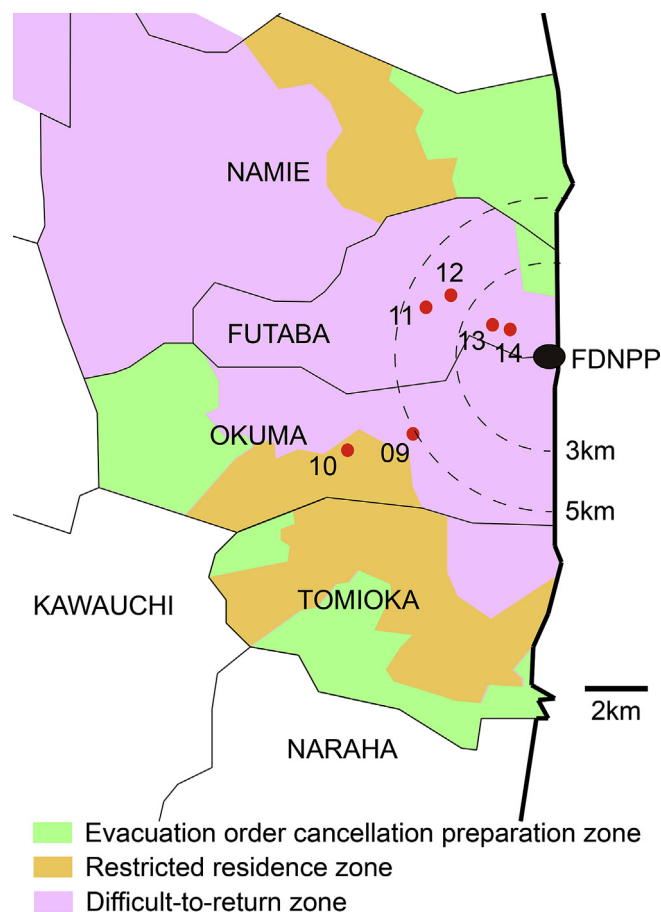 NAMIE
12
11
FUTABA
13
14
FDNPP
OKUMA
10
09
3km
5km
KAWAUCHI
TOMIOKA
2km
NARAHA
Evacuation order cancellation preparation zone
Restricted residence zone
Difficult-to-return zone